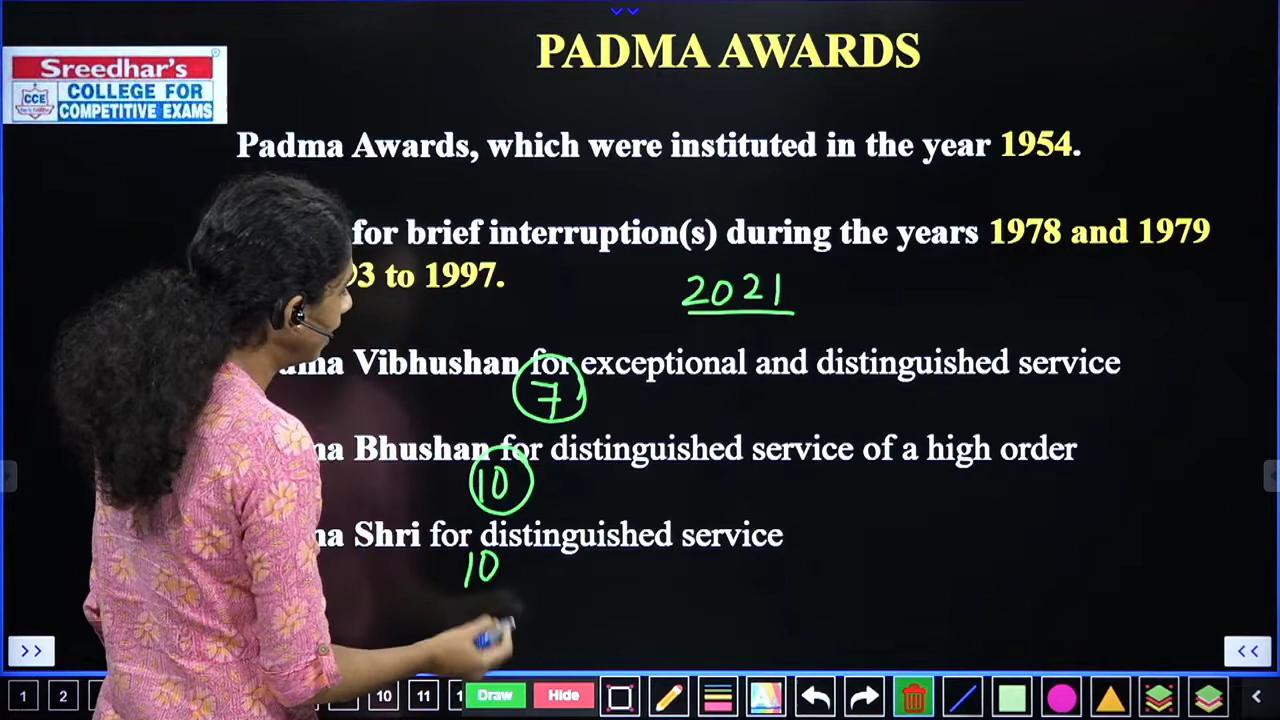 PADMA AWARDS
Sreedhar's
CCE
COLLEGE FOR
COMPETITIVE EXAMS
Padma Awards, which were instituted in the year 1954.
for brief interruption(s) during the years 1978 and 1979
93 to 1997.
2021
Vibhushan for exceptional and distinguished service
7
Bhushan for distinguished service of a high order
10
Shri for distinguished service
10
>> <<
1 2 10 11 Draw Hide